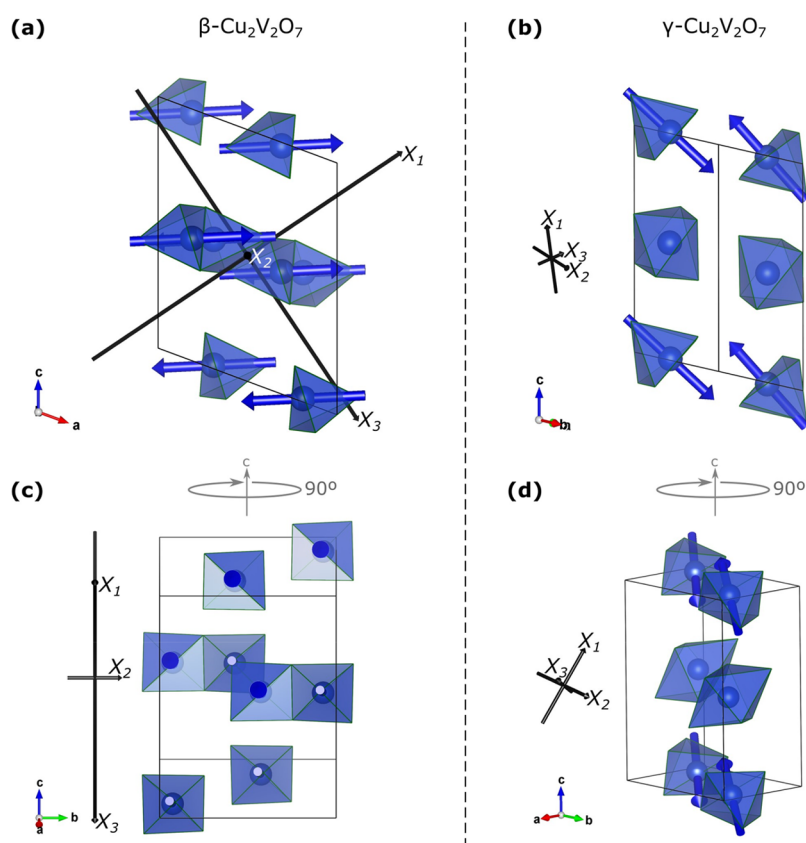 (a)
β-Cu₂V₂O₇
X₁
X₂
X₃
c
a
(b)
γ-Cu₂V₂O₇
X₁
X₃
X₂
c
b
(c)
c
90º
X₁
X₂
X₃
c
b
a
(d)
c
90º
X₁
X₃
X₂
c
a
b